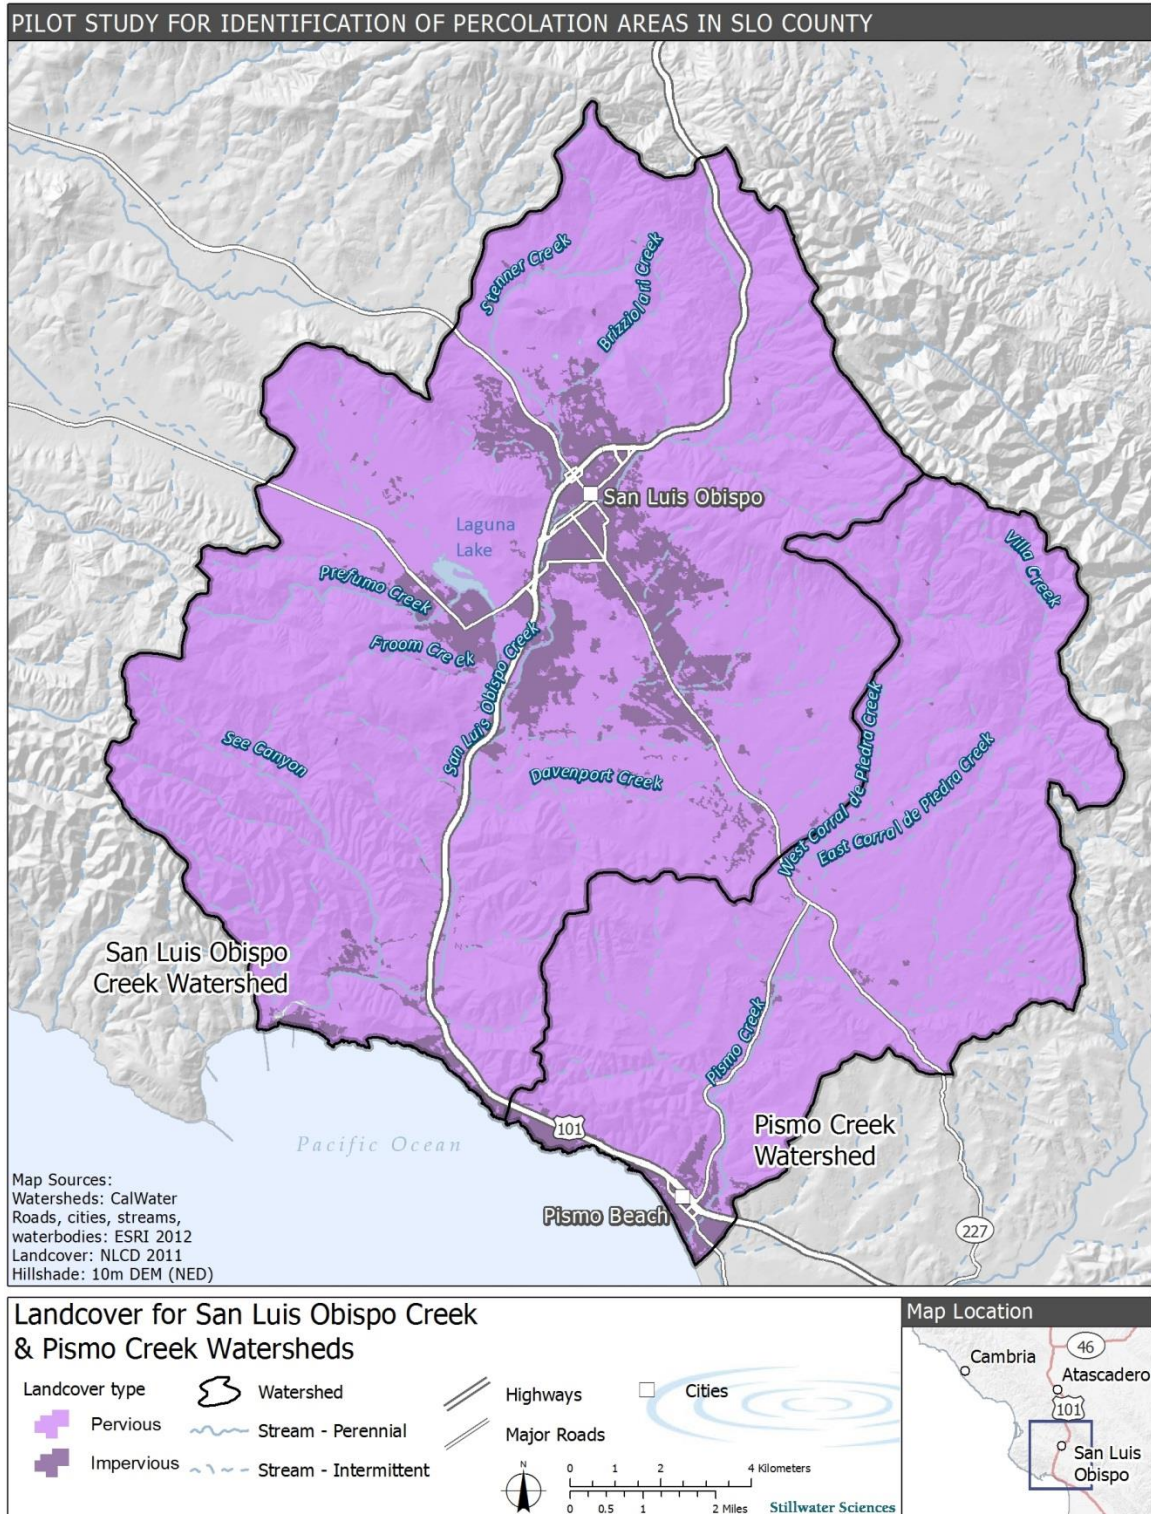 PILOT STUDY FOR IDENTIFICATION OF PERCOLATION AREAS IN SLO COUNTY
Stenner Creek
Brizziolari Creek
San Luis Obispo
Laguna
Lake
Villa Creek
Prefumo Creek
Froom Creek
San Luis Obispo Creek
See Canyon
Davenport Creek
West Corral de Piedra Creek
East Corral de Piedra Creek
San Luis Obispo
Creek Watershed
Pismo Creek
101
Pismo Creek
Watershed
Pacific Ocean
Pismo Beach
227
Map Sources:
Watersheds: CalWater
Roads, cities, streams,
waterbodies: ESRI 2012
Landcover: NLCD 2011
Hillshade: 10m DEM (NED)
Landcover for San Luis Obispo Creek
& Pismo Creek Watersheds
Landcover type
Pervious
Impervious
Watershed
Stream - Perennial
Stream - Intermittent
Highways
Major Roads
Cities
N
0 1 2 4 Kilometers
0 0.5 1 2 Miles
Stillwater Sciences
Map Location
46
Cambria
Atascadero
101
San Luis
Obispo